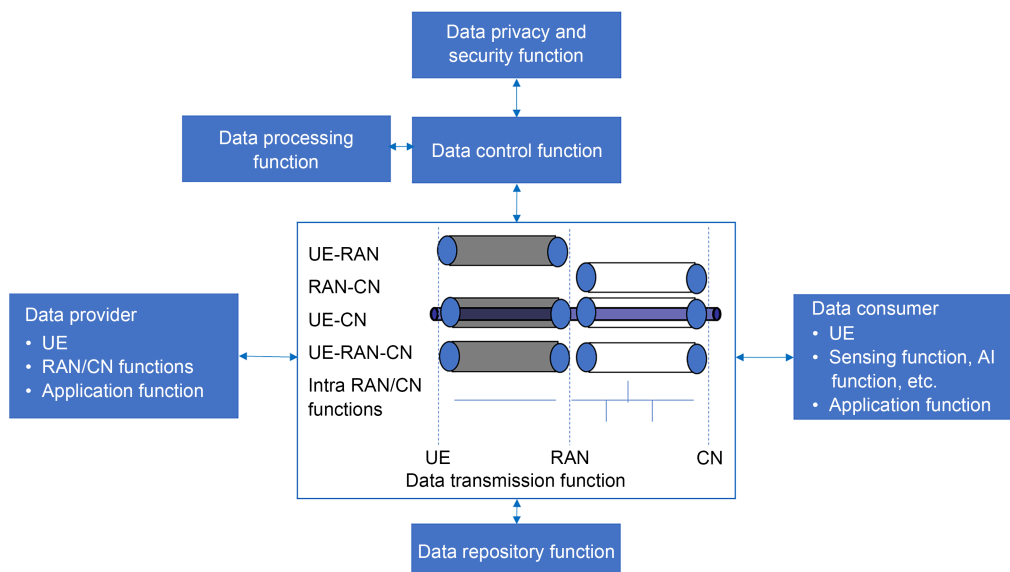 Data privacy and
security function
Data processing
function
Data control function
UE-RAN
RAN-CN
UE-CN
UE-RAN-CN
Intra RAN/CN
functions
UE
RAN
CN
Data transmission function
Data provider
• UE
• RAN/CN functions
• Application function
Data consumer
• UE
• Sensing function, AI
function, etc.
• Application function
Data repository function